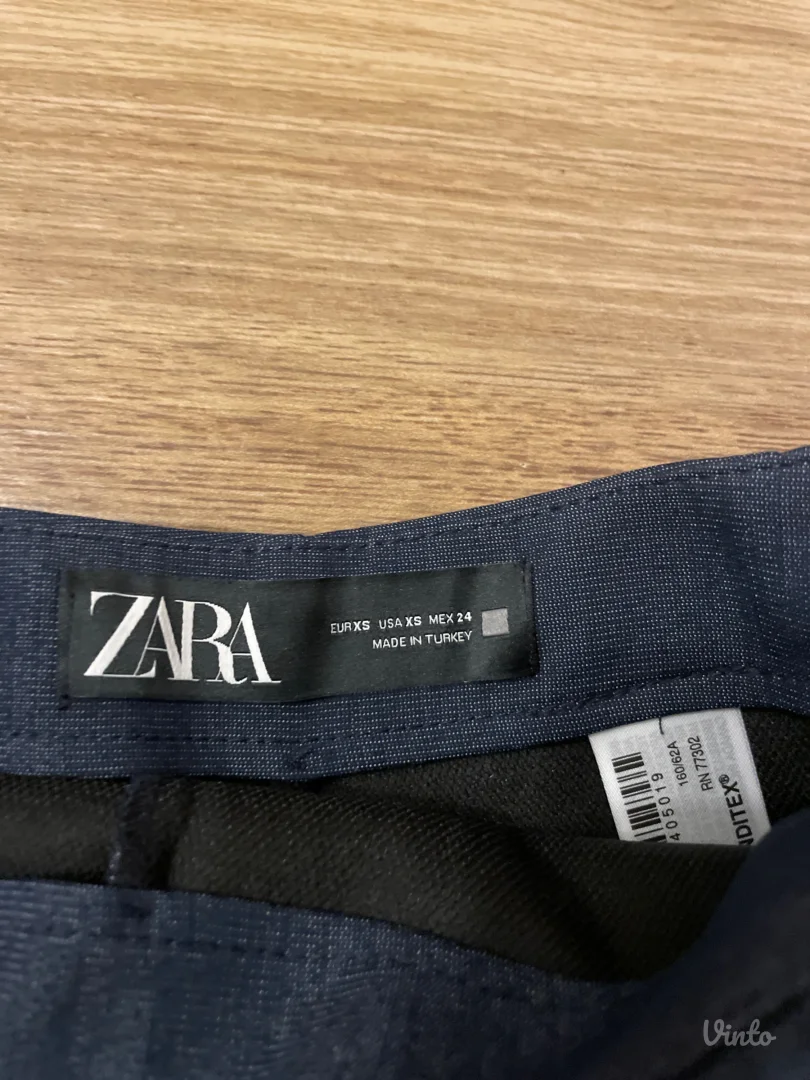 ZARA
EUR XS USA XS MEX 24
MADE IN TURKEY
405019
160/62A
RN 77302
NDITEX®
Vinto